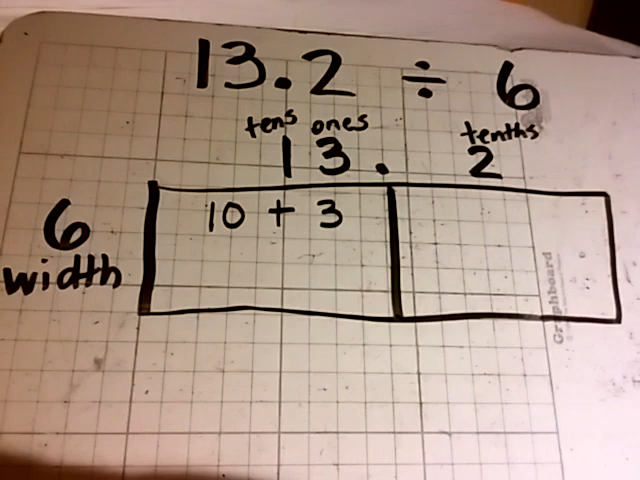 13.2 ÷ 6
tens ones tenths
13. 2
10 + 3
6
width
Graphboard